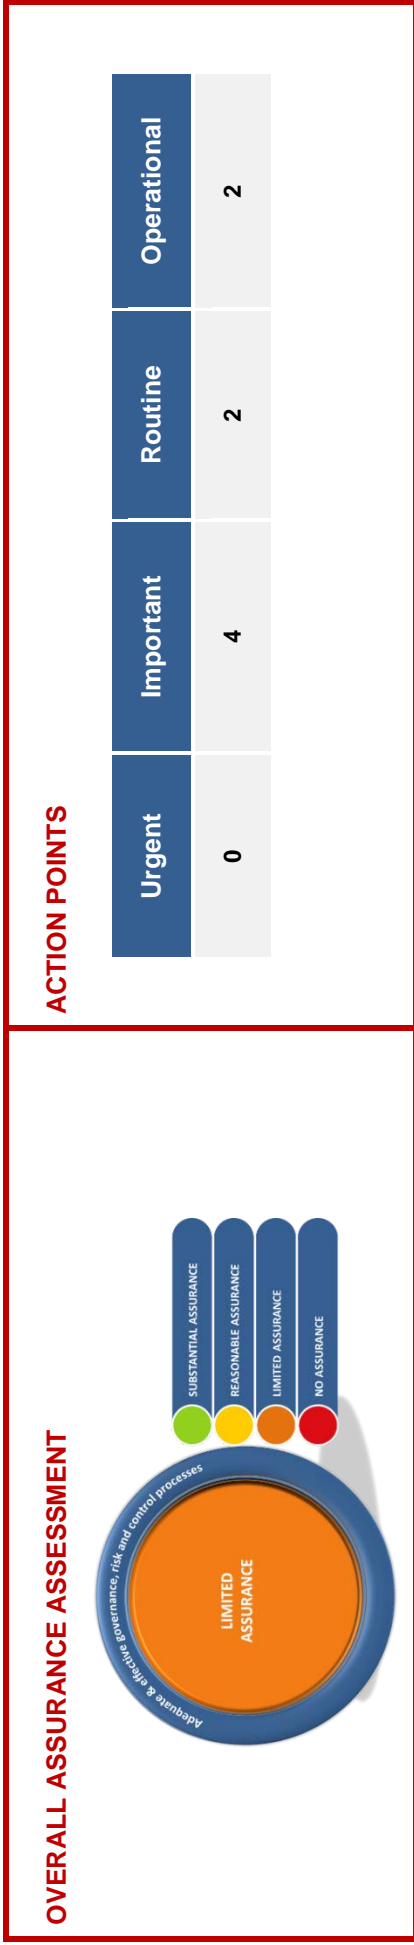 OVERALL ASSURANCE ASSESSMENT
Adequate & effective governance, risk and control processes
LIMITED
ASSURANCE
SUBSTANTIAL ASSURANCE
REASONABLE ASSURANCE
LIMITED ASSURANCE
NO ASSURANCE
ACTION POINTS
Urgent Important Routine Operational
0 4 2 2